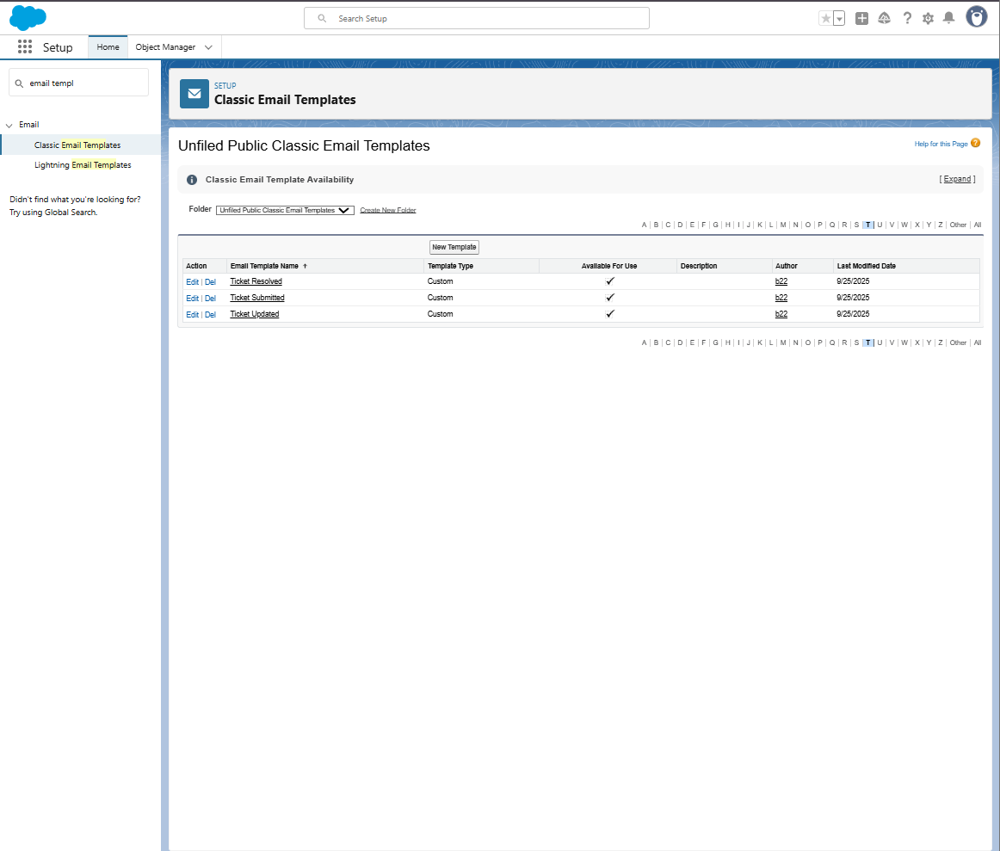 Search Setup
Setup
Home
Object Manager
email templ
Email
Classic Email Templates
Lightning Email Templates
Didn't find what you're looking for?
Try using Global Search.
SETUP
Classic Email Templates
Unfiled Public Classic Email Templates
Help for this Page ?
Classic Email Template Availability
[ Expand ]
Folder Unfiled Public Classic Email Templates Create New Folder
A | B | C | D | E | F | G | H | I | J | K | L | M | N | O | P | Q | R | S | T | U | V | W | X | Y | Z | Other | All
New Template
Action Email Template Name ↑ Template Type Available For Use Description Author Last Modified Date
Edit | Del Ticket Resolved Custom ✓ b22 9/25/2025
Edit | Del Ticket Submitted Custom ✓ b22 9/25/2025
Edit | Del Ticket Updated Custom ✓ b22 9/25/2025
A | B | C | D | E | F | G | H | I | J | K | L | M | N | O | P | Q | R | S | T | U | V | W | X | Y | Z | Other | All